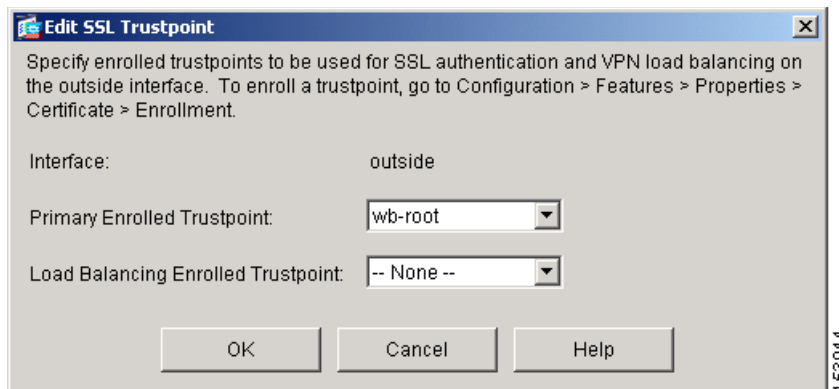 Edit SSL Trustpoint
Specify enrolled trustpoints to be used for SSL authentication and VPN load balancing on
the outside interface. To enroll a trustpoint, go to Configuration > Features > Properties >
Certificate > Enrollment.
Interface: outside
Primary Enrolled Trustpoint: wb-root
Load Balancing Enrolled Trustpoint: -- None --
OK Cancel Help